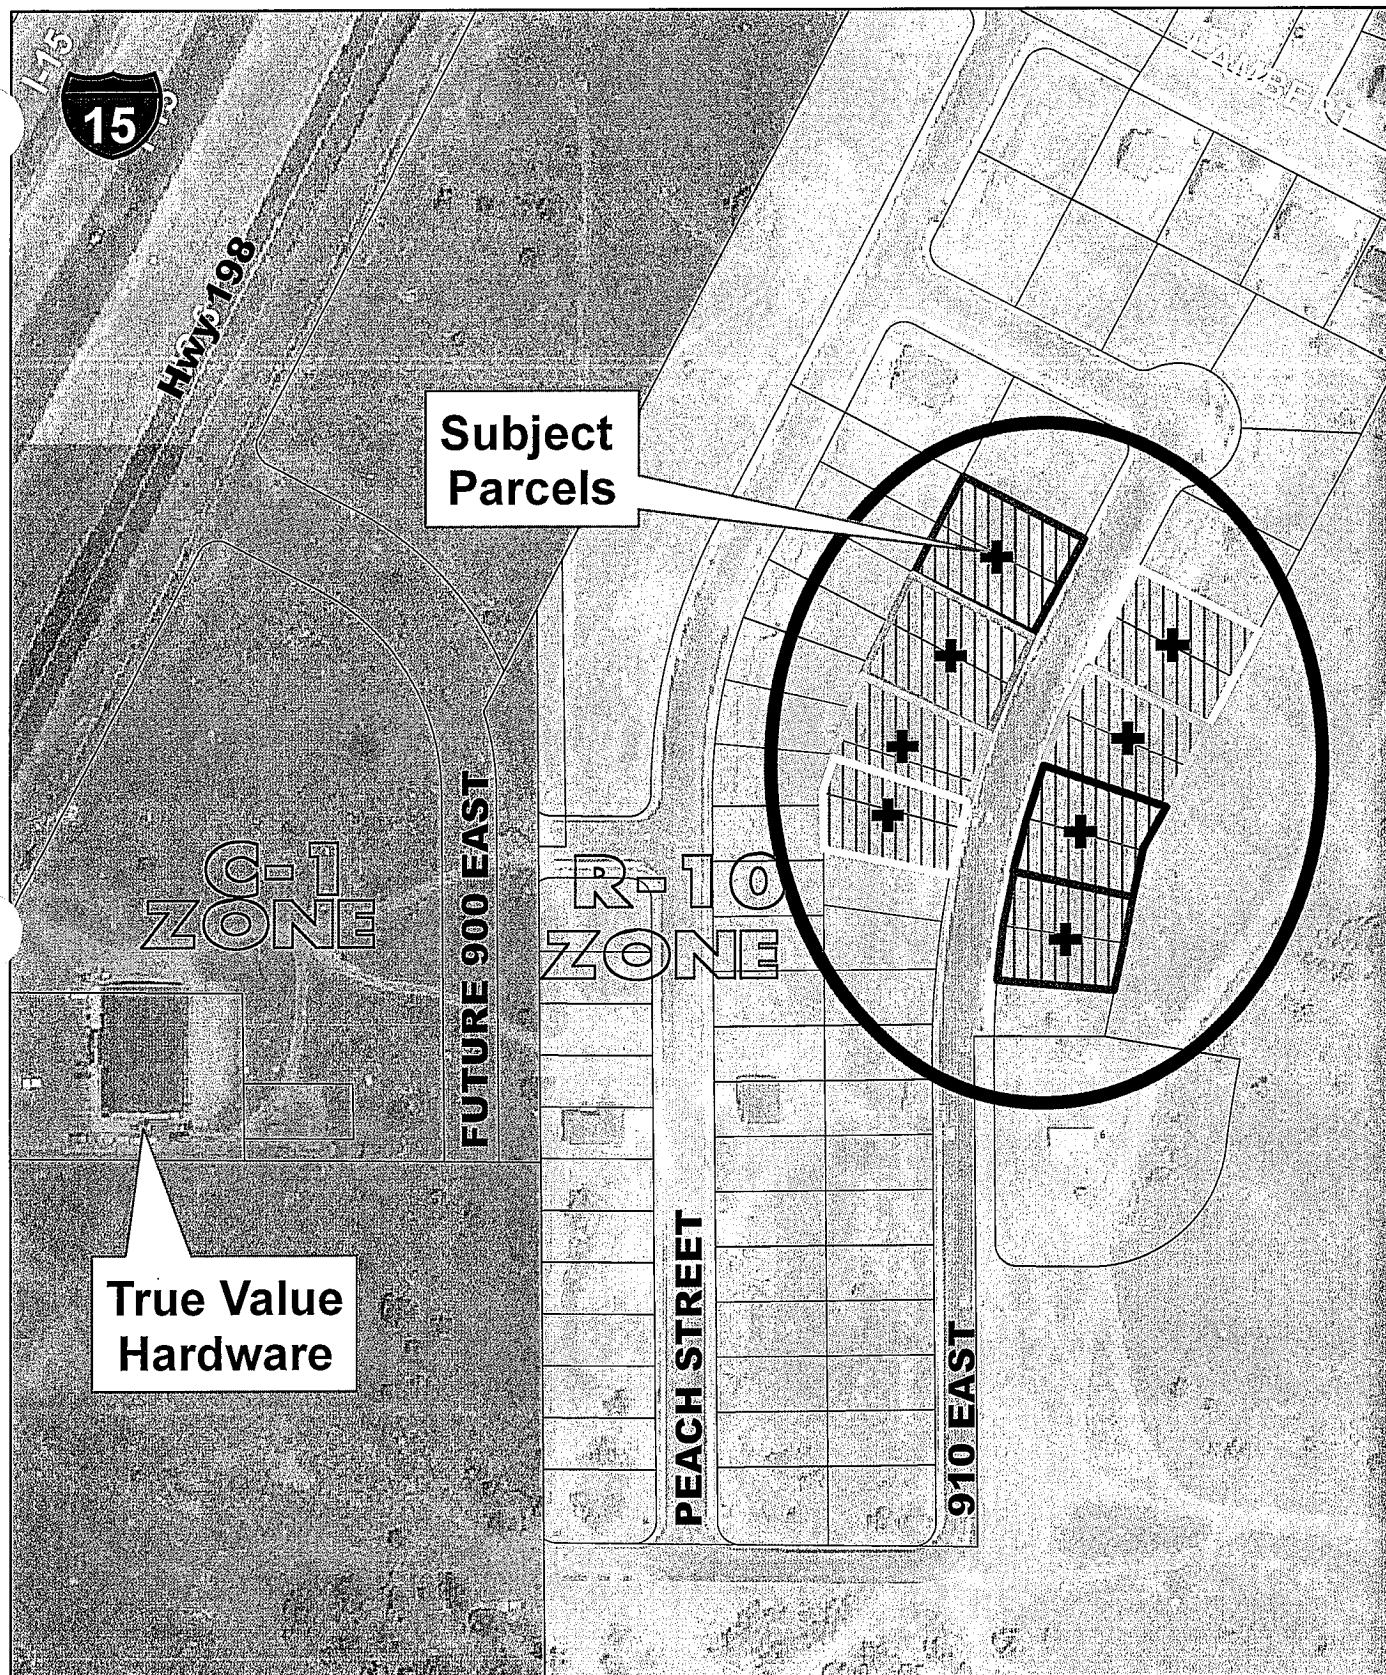 I-15
15
Hwy 198
Subject
Parcels
C-1
ZONE
FUTURE 900 EAST
R-10
ZONE
True Value
Hardware
PEACH STREET
910 EAST
6